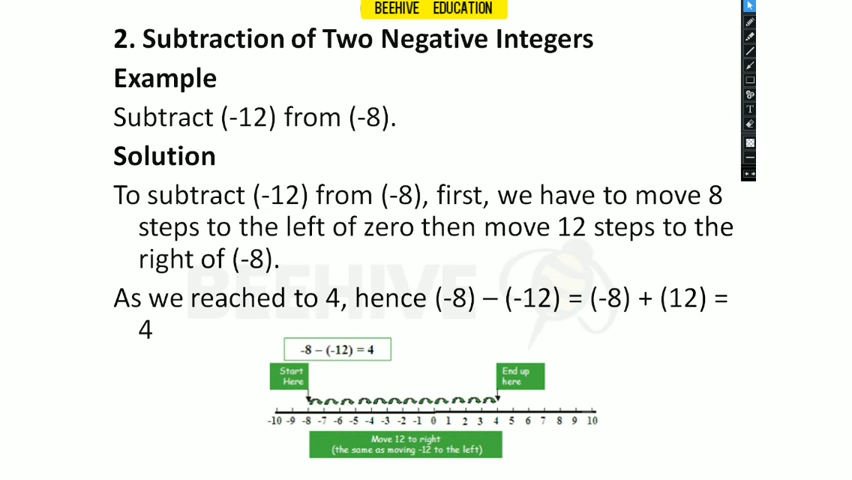 BEEHIVE EDUCATION
2. Subtraction of Two Negative Integers
Example
Subtract (-12) from (-8).
Solution
To subtract (-12) from (-8), first, we have to move 8
steps to the left of zero then move 12 steps to the
right of (-8).
As we reached to 4, hence (-8) – (-12) = (-8) + (12) =
4
BEEHIVE
-8 – (-12) = 4
Start
Here
End up
here
-10 -9 -8 -7 -6 -5 -4 -3 -2 -1 0 1 2 3 4 5 6 7 8 9 10
Move 12 to right
(the same as moving -12 to the left)